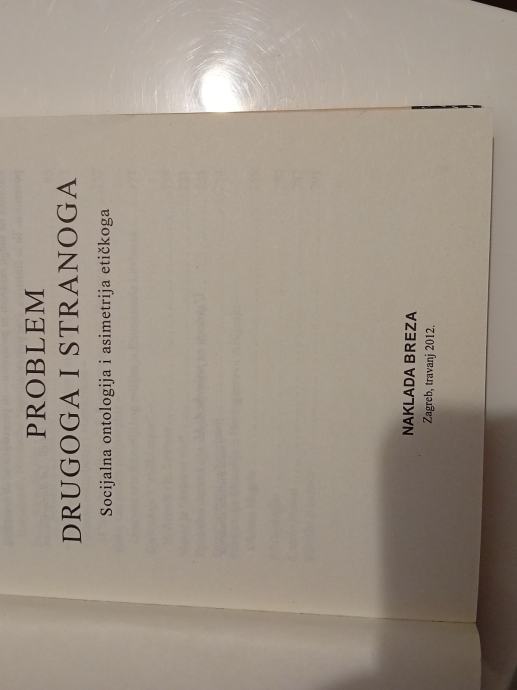 PROBLEM
DRUGOGA I STRANOGA
Socijalna ontologija i asimetrija etičkoga
NAKLADA BREZA
Zagreb, travanj 2012.